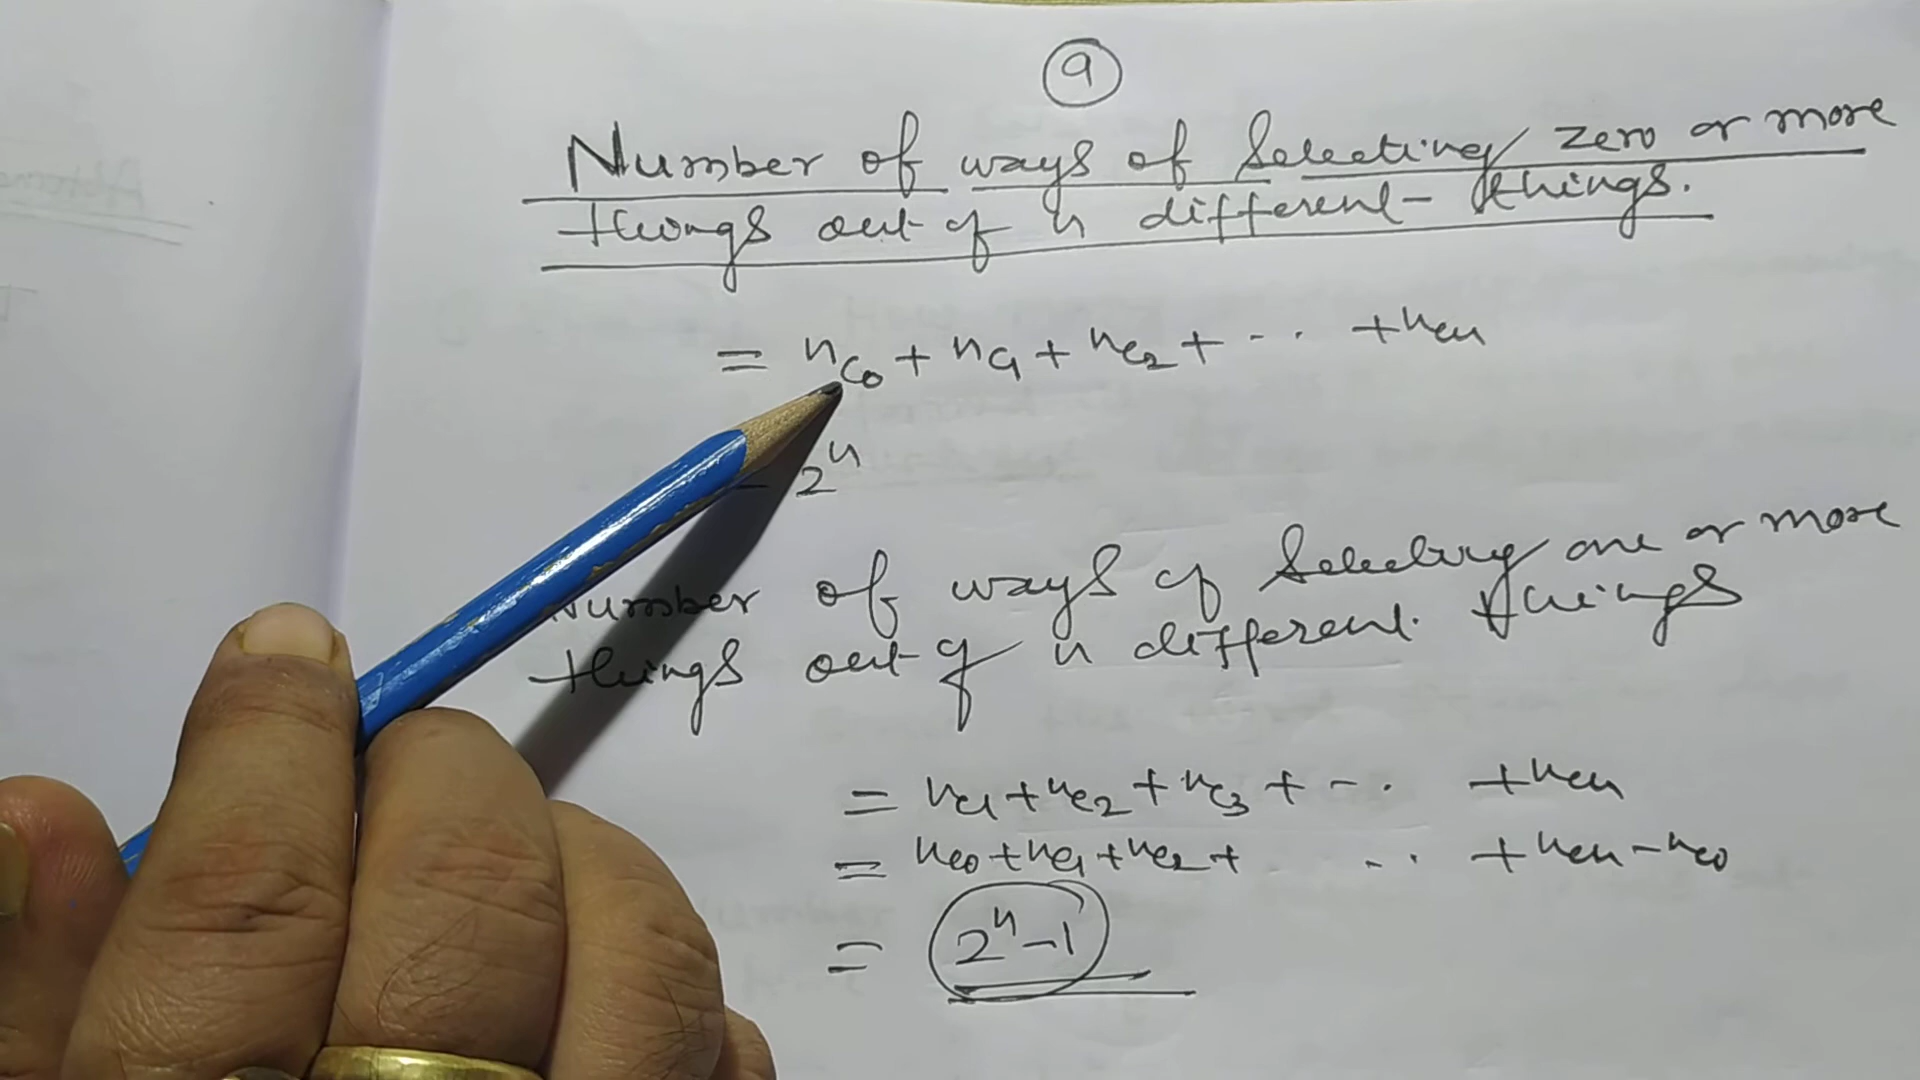 9
Number of ways of Selecting zero or more
things out of n different things.
= nC0 + nC1 + nC2 + -.. + nCn
= 2^n
Number of ways of Selecting one or more
things out of n different things
= nC1 + nC2 + nC3 + -.. + nCn
= nC0 + nC1 + nC2 + -.. + nCn - nC0
= 2^n - 1